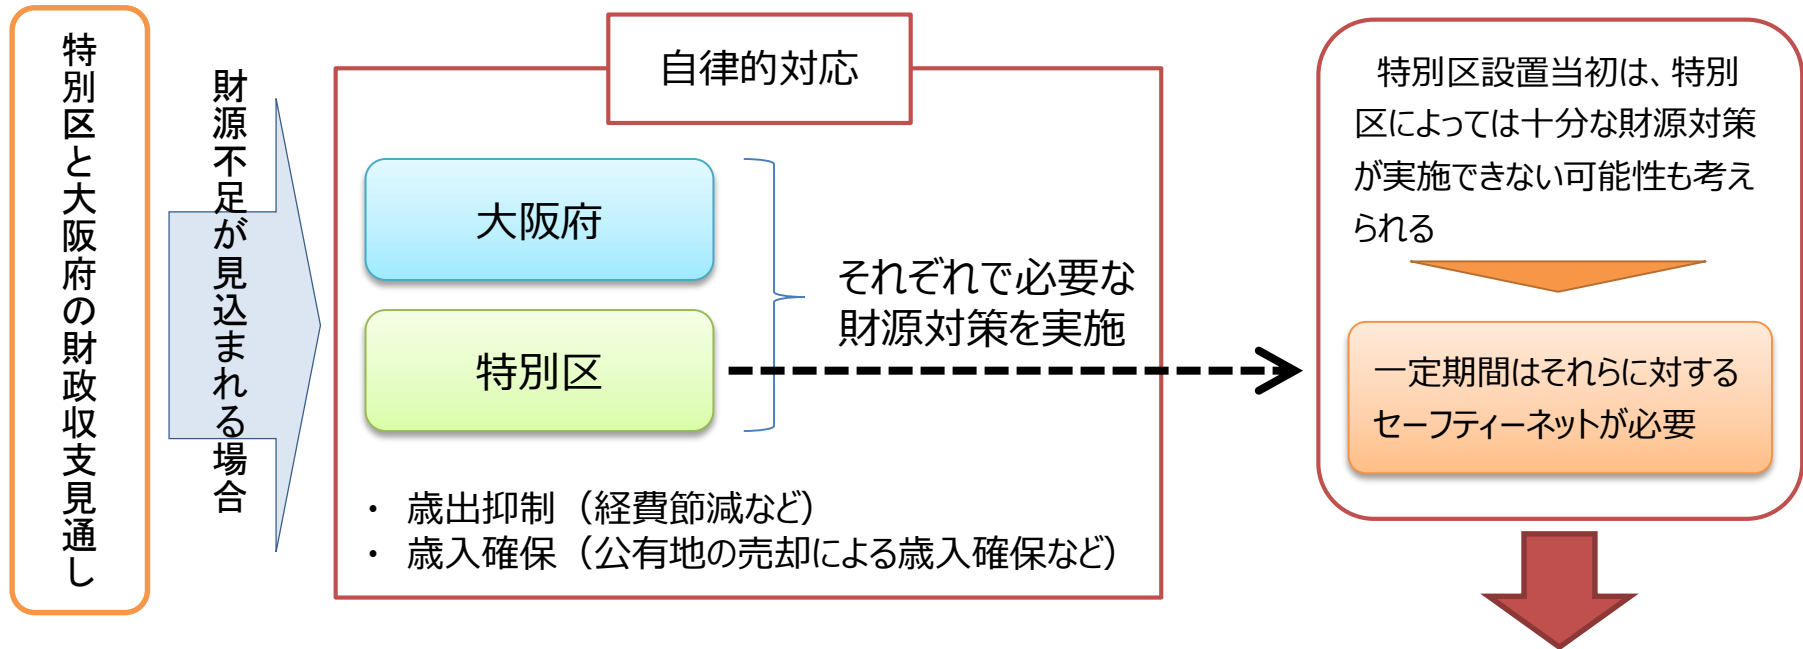 特別区と大阪府の財政収支見通し
財源不足が見込まれる場合
自律的対応
大阪府
特別区
それぞれで必要な
財源対策を実施
・ 歳出抑制（経費節減など）
・ 歳入確保（公有地の売却による歳入確保など）
特別区設置当初は、特別
区によっては十分な財源対策
が実施できない可能性も考え
られる
一定期間はそれらに対する
セーフティーネットが必要